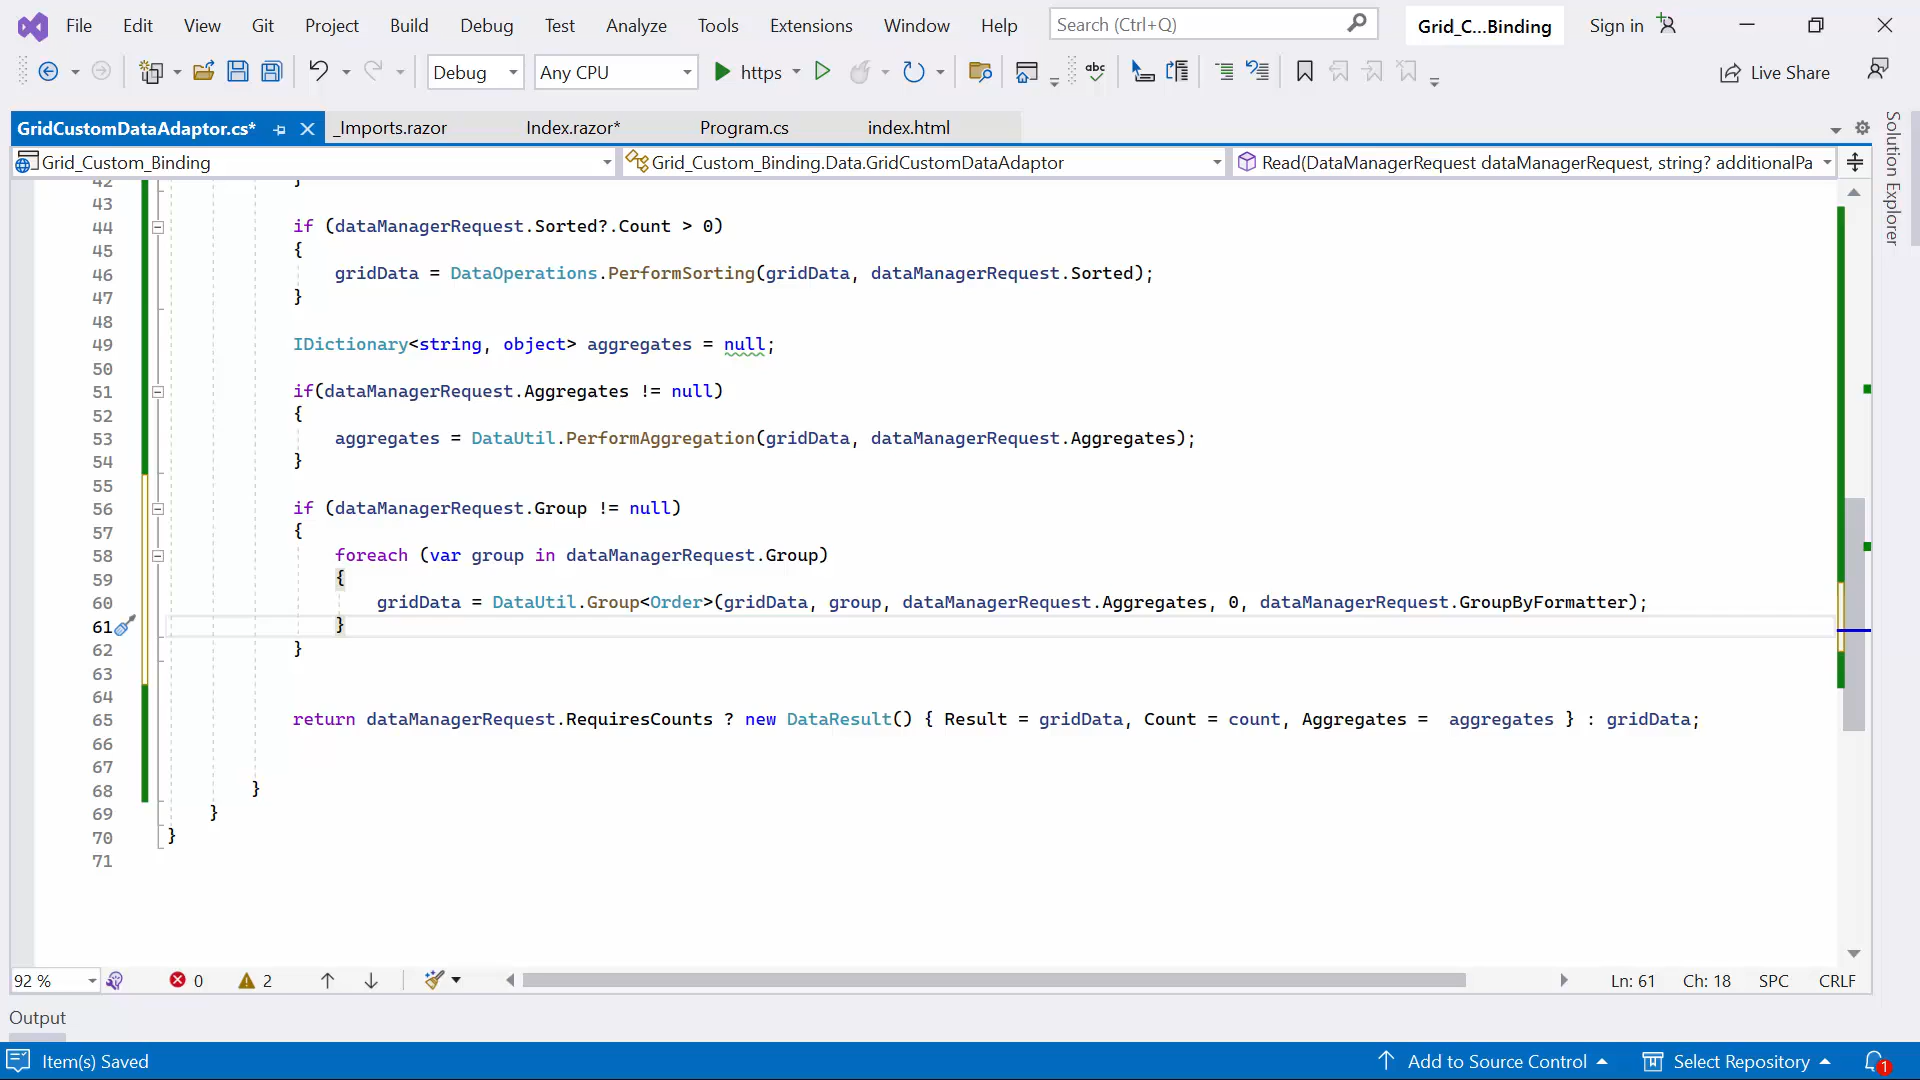 File Edit View Git Project Build Debug Test Analyze Tools Extensions Window Help Search (Ctrl+Q) Grid_C...Binding Sign in
Debug Any CPU https abc Live Share
GridCustomDataAdaptor.cs* _Imports.razor Index.razor* Program.cs index.html
Grid_Custom_Binding Grid_Custom_Binding.Data.GridCustomDataAdaptor Read(DataManagerRequest dataManagerRequest, string? additionalPa
Solution Explorer
42 }
43
44 if (dataManagerRequest.Sorted?.Count > 0)
45 {
46 gridData = DataOperations.PerformSorting(gridData, dataManagerRequest.Sorted);
47 }
48
49 IDictionary<string, object> aggregates = null;
50
51 if(dataManagerRequest.Aggregates != null)
52 {
53 aggregates = DataUtil.PerformAggregation(gridData, dataManagerRequest.Aggregates);
54 }
55
56 if (dataManagerRequest.Group != null)
57 {
58 foreach (var group in dataManagerRequest.Group)
59 {
60 gridData = DataUtil.Group<Order>(gridData, group, dataManagerRequest.Aggregates, 0, dataManagerRequest.GroupByFormatter);
61 }
62 }
63
64
65 return dataManagerRequest.RequiresCounts ? new DataResult() { Result = gridData, Count = count, Aggregates =  aggregates } : gridData;
66
67
68 }
69 }
70 }
71
92 % 0 2 Ln: 61 Ch: 18 SPC CRLF
Output
Item(s) Saved Add to Source Control Select Repository 1